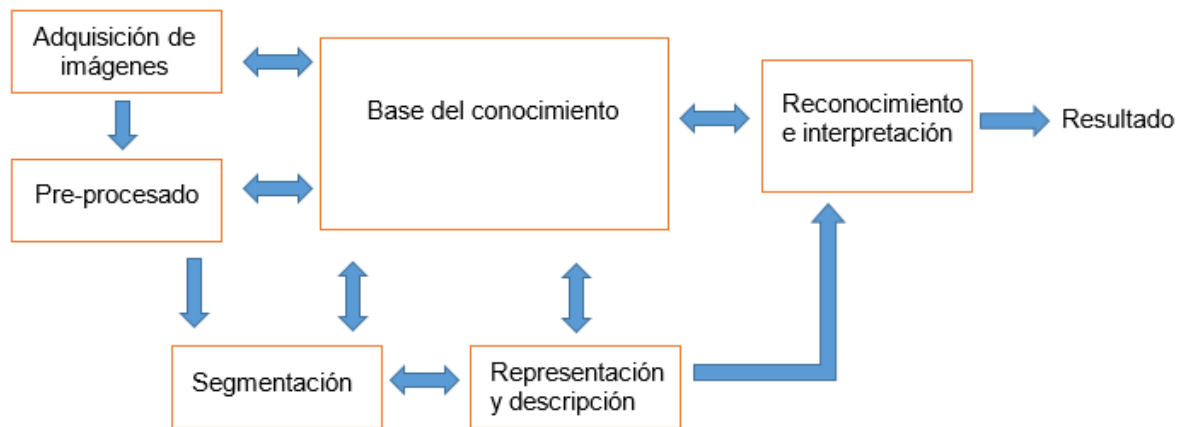 Adquisición de
imágenes
Base del conocimiento
Reconocimiento
e interpretación
Resultado
Pre-procesado
Segmentación
Representación
y descripción